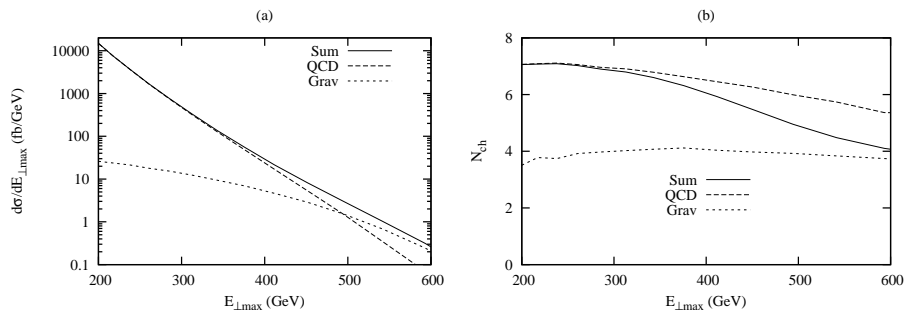 (a)
dσ/dE⊥max (fb/GeV)
10000
1000
100
10
1
0.1
Sum
QCD
Grav
200 300 400 500 600
E⊥max (GeV)
(b)
N_ch
8
6
4
2
0
Sum
QCD
Grav
200 300 400 500 600
E⊥max (GeV)